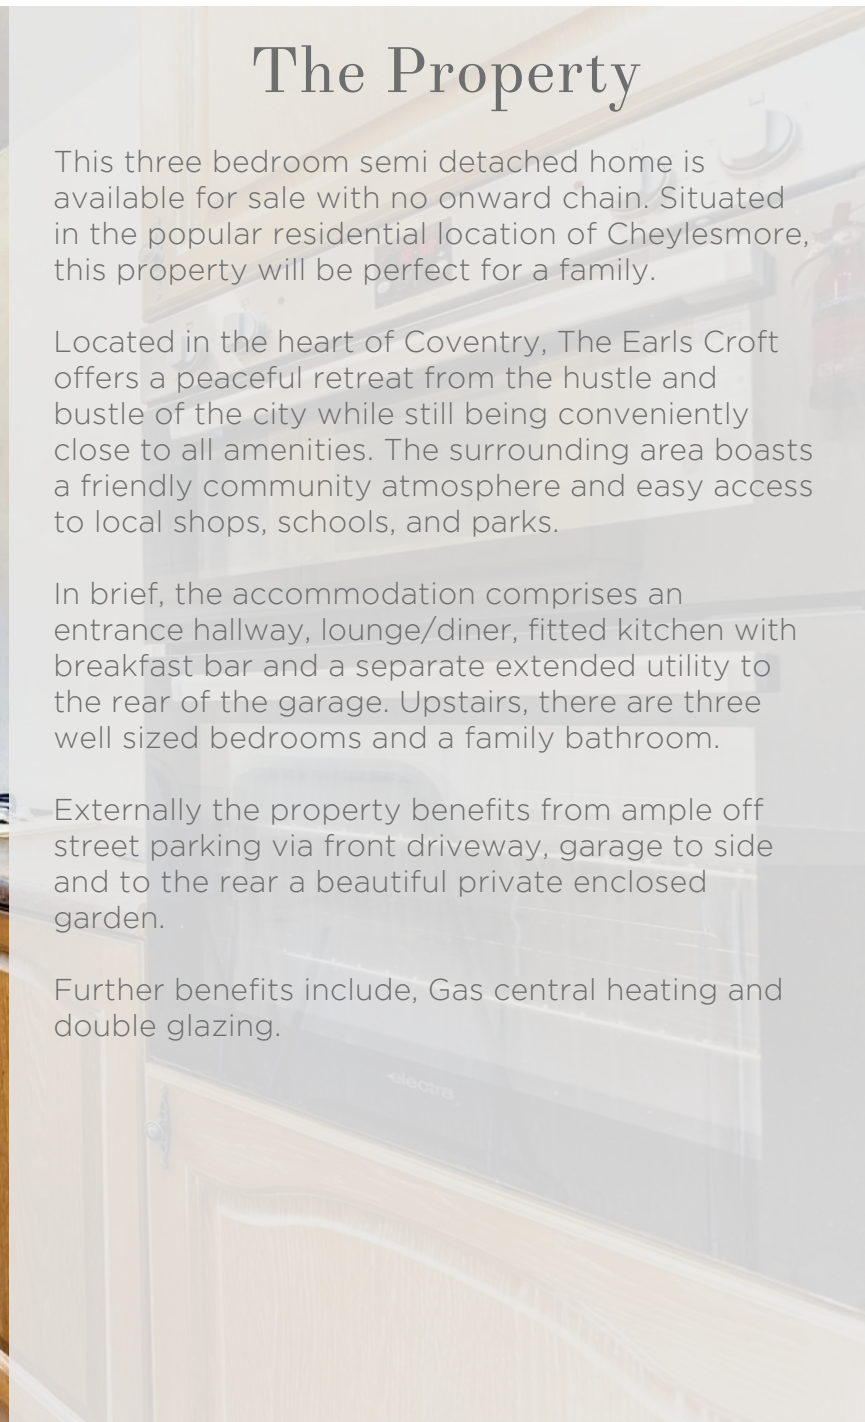 The Property
This three bedroom semi detached home is
available for sale with no onward chain. Situated
in the popular residential location of Cheylesmore,
this property will be perfect for a family.
Located in the heart of Coventry, The Earls Croft
offers a peaceful retreat from the hustle and
bustle of the city while still being conveniently
close to all amenities. The surrounding area boasts
a friendly community atmosphere and easy access
to local shops, schools, and parks.
In brief, the accommodation comprises an
entrance hallway, lounge/diner, fitted kitchen with
breakfast bar and a separate extended utility to
the rear of the garage. Upstairs, there are three
well sized bedrooms and a family bathroom.
Externally the property benefits from ample off
street parking via front driveway, garage to side
and to the rear a beautiful private enclosed
garden.
Further benefits include, Gas central heating and
double glazing.
electra